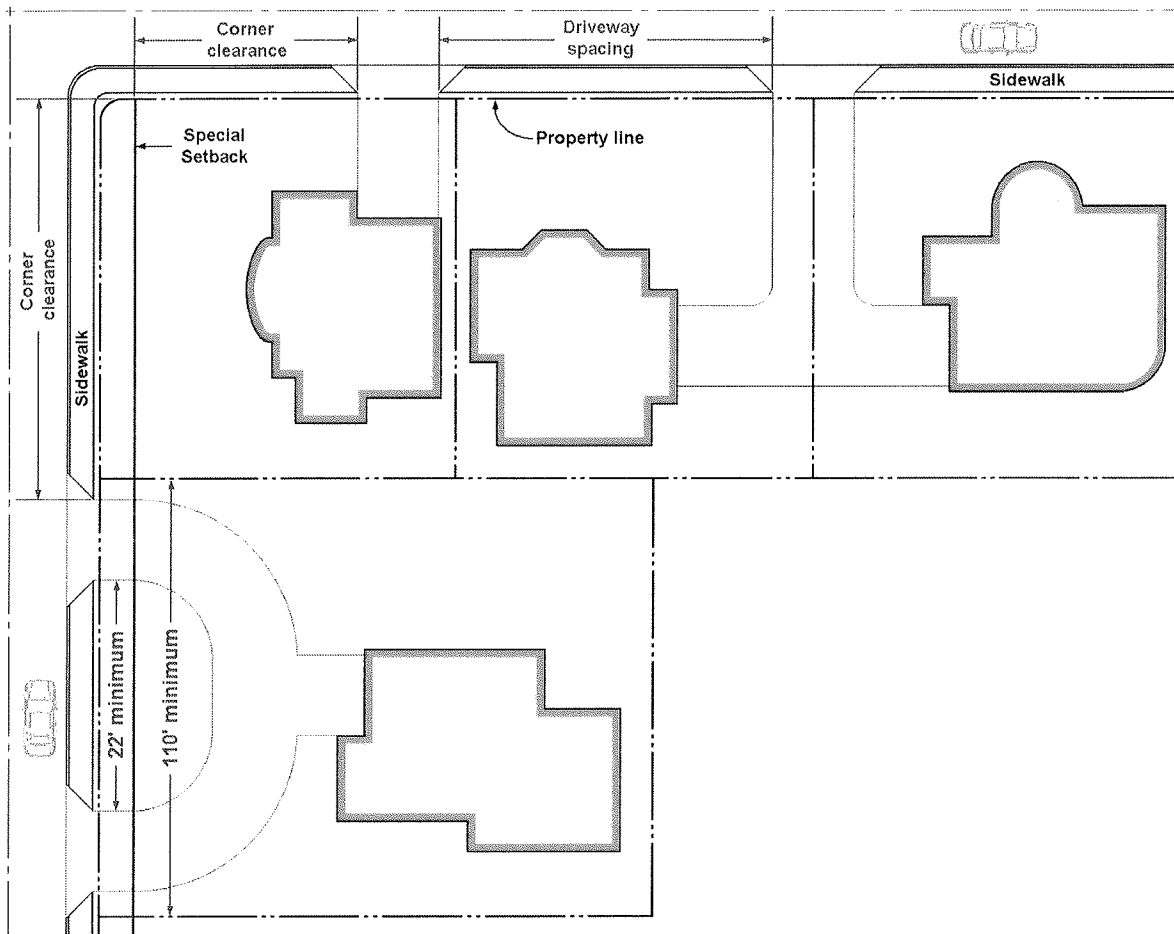 Corner
clearance
Driveway
spacing
Sidewalk
Special
Setback
Property line
Corner
clearance
Sidewalk
22' minimum
110' minimum